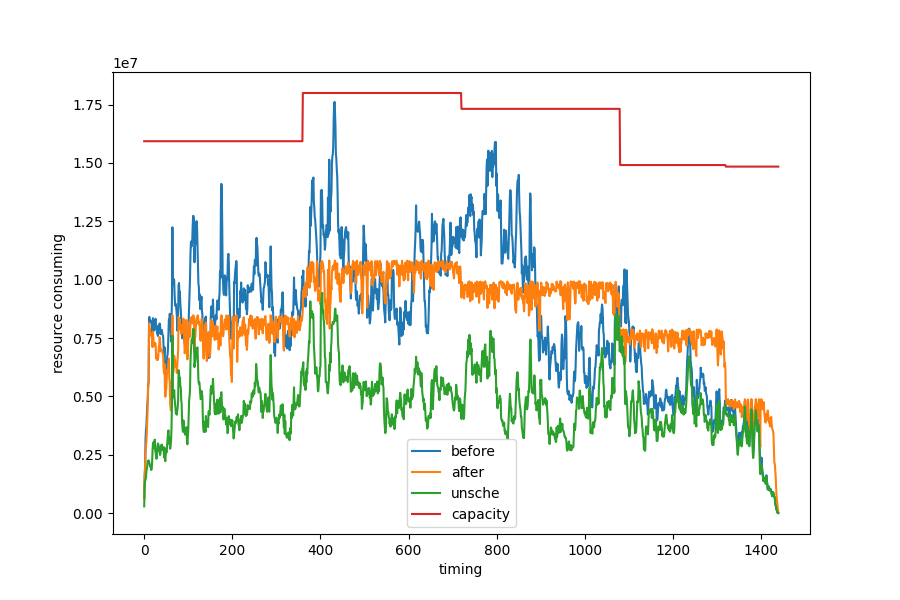 1e7
1.75
1.50
1.25
1.00
0.75
0.50
0.25
0.00
resource consuming
before
after
unsche
capacity
0 200 400 600 800 1000 1200 1400
timing